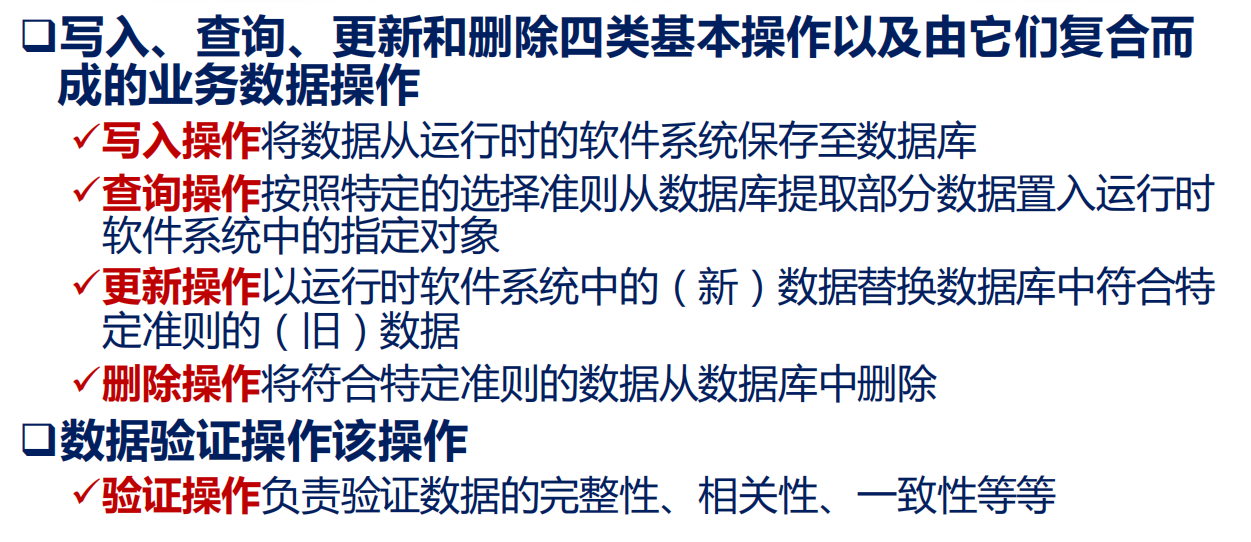 ❑写入、查询、更新和删除四类基本操作以及由它们复合而
成的业务数据操作
✓写入操作将数据从运行时的软件系统保存至数据库
✓查询操作按照特定的选择准则从数据库提取部分数据置入运行时
软件系统中的指定对象
✓更新操作以运行时软件系统中的（新）数据替换数据库中符合特
定准则的（旧）数据
✓删除操作将符合特定准则的数据从数据库中删除
❑数据验证操作该操作
✓验证操作负责验证数据的完整性、相关性、一致性等等